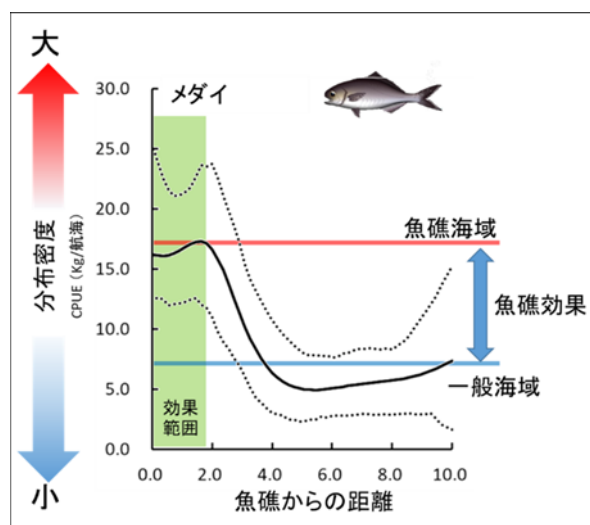 大
分布密度
CPUE（Kg/航海）
小
30.0
25.0
20.0
15.0
10.0
5.0
0.0
メダイ
魚礁海域
魚礁効果
一般海域
効果
範囲
0.0 2.0 4.0 6.0 8.0 10.0
魚礁からの距離